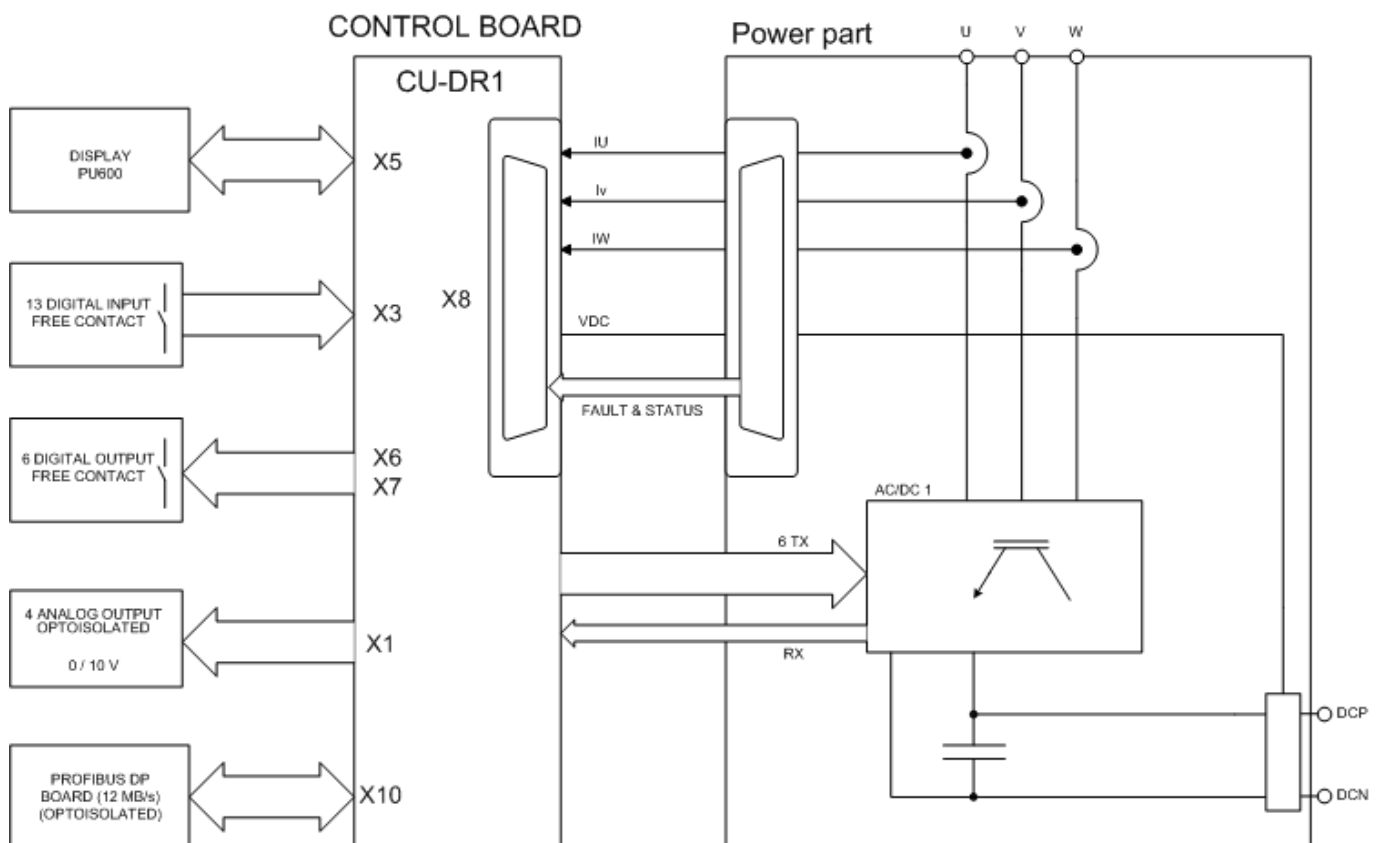 CONTROL BOARD
Power part
U
V
W
CU-DR1
DISPLAY
PU600
X5
IU
Iv
IW
13 DIGITAL INPUT
FREE CONTACT
X3
X8
VDC
FAULT & STATUS
6 DIGITAL OUTPUT
FREE CONTACT
X6
X7
AC/DC 1
6 TX
4 ANALOG OUTPUT
OPTOISOLATED
0 / 10 V
X1
RX
DCP
PROFIBUS DP
BOARD (12 MB/s)
(OPTOISOLATED)
X10
DCN